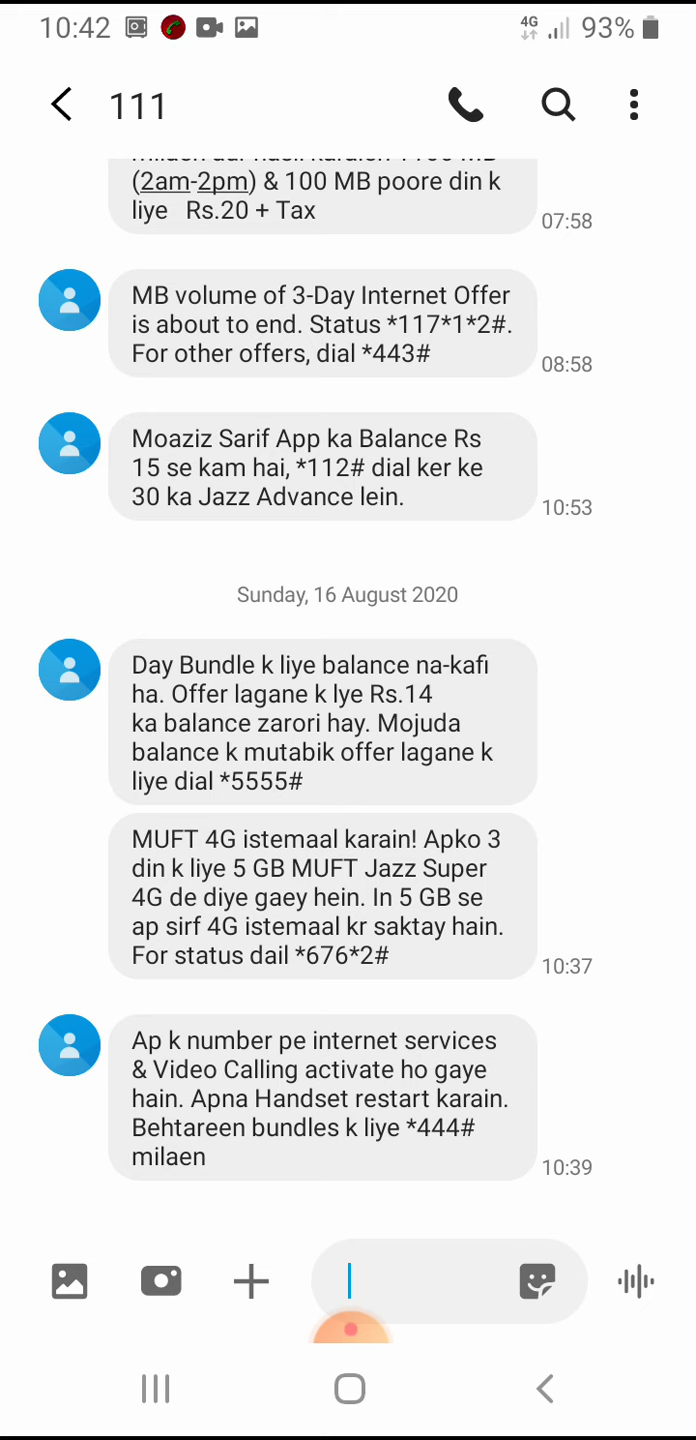 10:42
4G
93%
111
(2am-2pm) & 100 MB poore din k
liye Rs.20 + Tax
07:58
MB volume of 3-Day Internet Offer
is about to end. Status *117*1*2#.
For other offers, dial *443#
08:58
Moaziz Sarif App ka Balance Rs
15 se kam hai, *112# dial ker ke
30 ka Jazz Advance lein.
10:53
Sunday, 16 August 2020
Day Bundle k liye balance na-kafi
ha. Offer lagane k lye Rs.14
ka balance zarori hay. Mojuda
balance k mutabik offer lagane k
liye dial *5555#
MUFT 4G istemaal karain! Apko 3
din k liye 5 GB MUFT Jazz Super
4G de diye gaey hein. In 5 GB se
ap sirf 4G istemaal kr saktay hain.
For status dail *676*2#
10:37
Ap k number pe internet services
& Video Calling activate ho gaye
hain. Apna Handset restart karain.
Behtareen bundles k liye *444#
milaen
10:39